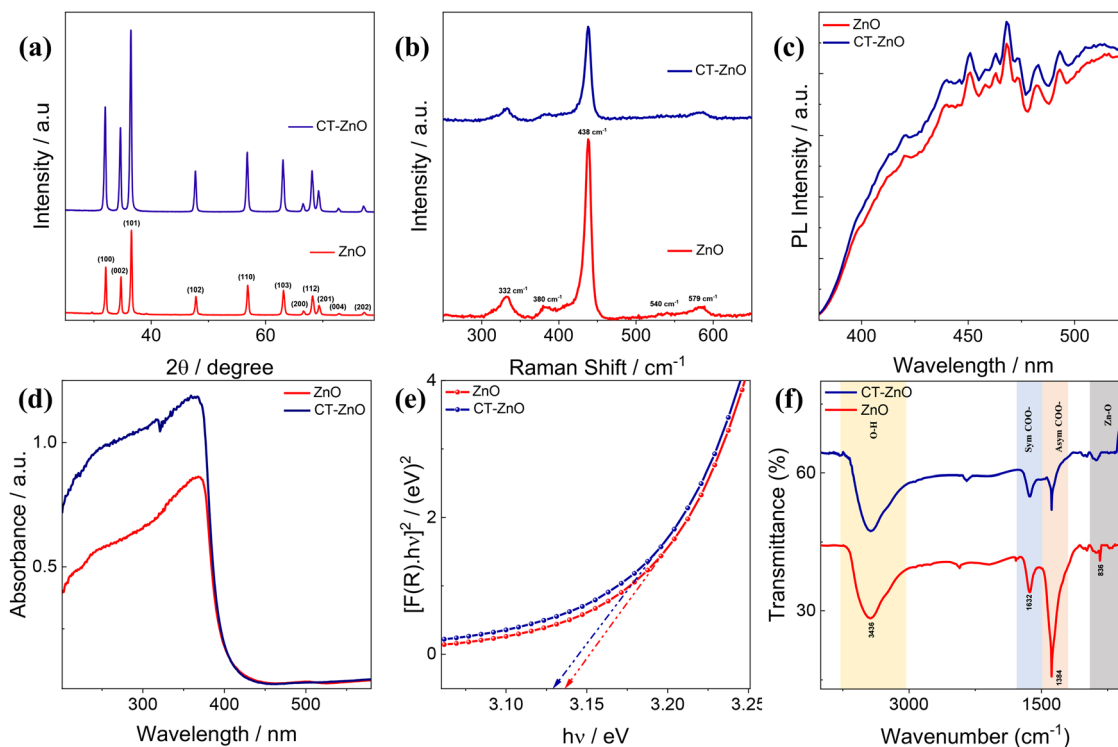 (a)
Intensity / a.u
CT-ZnO
ZnO
(100)
(002)
(101)
(102)
(110)
(103)
(200)
(112)
(201)
(004)
(202)
40
60
2θ / degree
(b)
Intensity / a.u.
CT-ZnO
ZnO
332 cm⁻¹
380 cm⁻¹
438 cm⁻¹
540 cm⁻¹
579 cm⁻¹
300
400
500
600
Raman Shift / cm⁻¹
(c)
ZnO
CT-ZnO
PL Intensity / a.u.
400
450
500
Wavelength / nm
(d)
ZnO
CT-ZnO
Absorbance / a.u.
1.0
0.5
300
400
500
Wavelength / nm
(e)
ZnO
CT-ZnO
[F(R).hν]² / (eV)²
4
2
0
3.10
3.15
3.20
3.25
hν / eV
(f)
CT-ZnO
ZnO
O-H
Sym COO-
Asym COO-
Zn-O
Transmittance (%)
60
30
3436
1632
1384
836
3000
1500
Wavenumber (cm⁻¹)